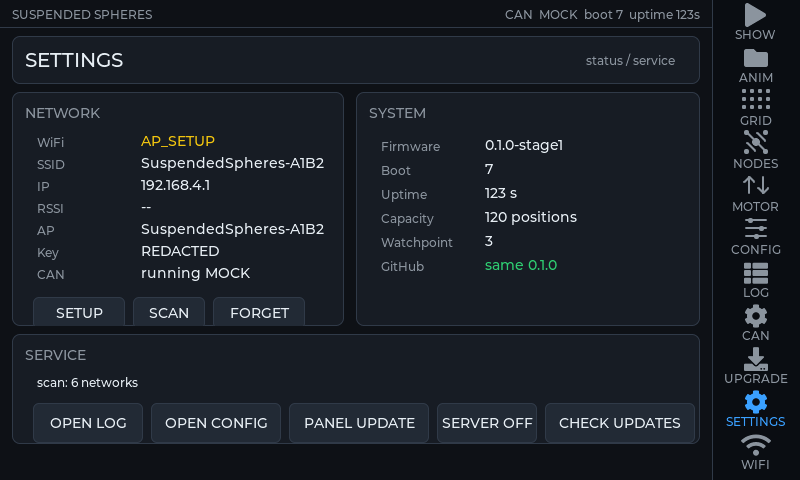 SUSPENDED SPHERES
CAN MOCK boot 7 uptime 123s
SETTINGS
status / service
NETWORK
WiFi AP_SETUP
SSID SuspendedSpheres-A1B2
IP 192.168.4.1
RSSI --
AP SuspendedSpheres-A1B2
Key REDACTED
CAN running MOCK
SETUP SCAN FORGET
SYSTEM
Firmware 0.1.0-stage1
Boot 7
Uptime 123 s
Capacity 120 positions
Watchpoint 3
GitHub same 0.1.0
SERVICE
scan: 6 networks
OPEN LOG OPEN CONFIG PANEL UPDATE SERVER OFF CHECK UPDATES
SHOW
ANIM
GRID
NODES
MOTOR
CONFIG
LOG
CAN
UPGRADE
SETTINGS
WIFI